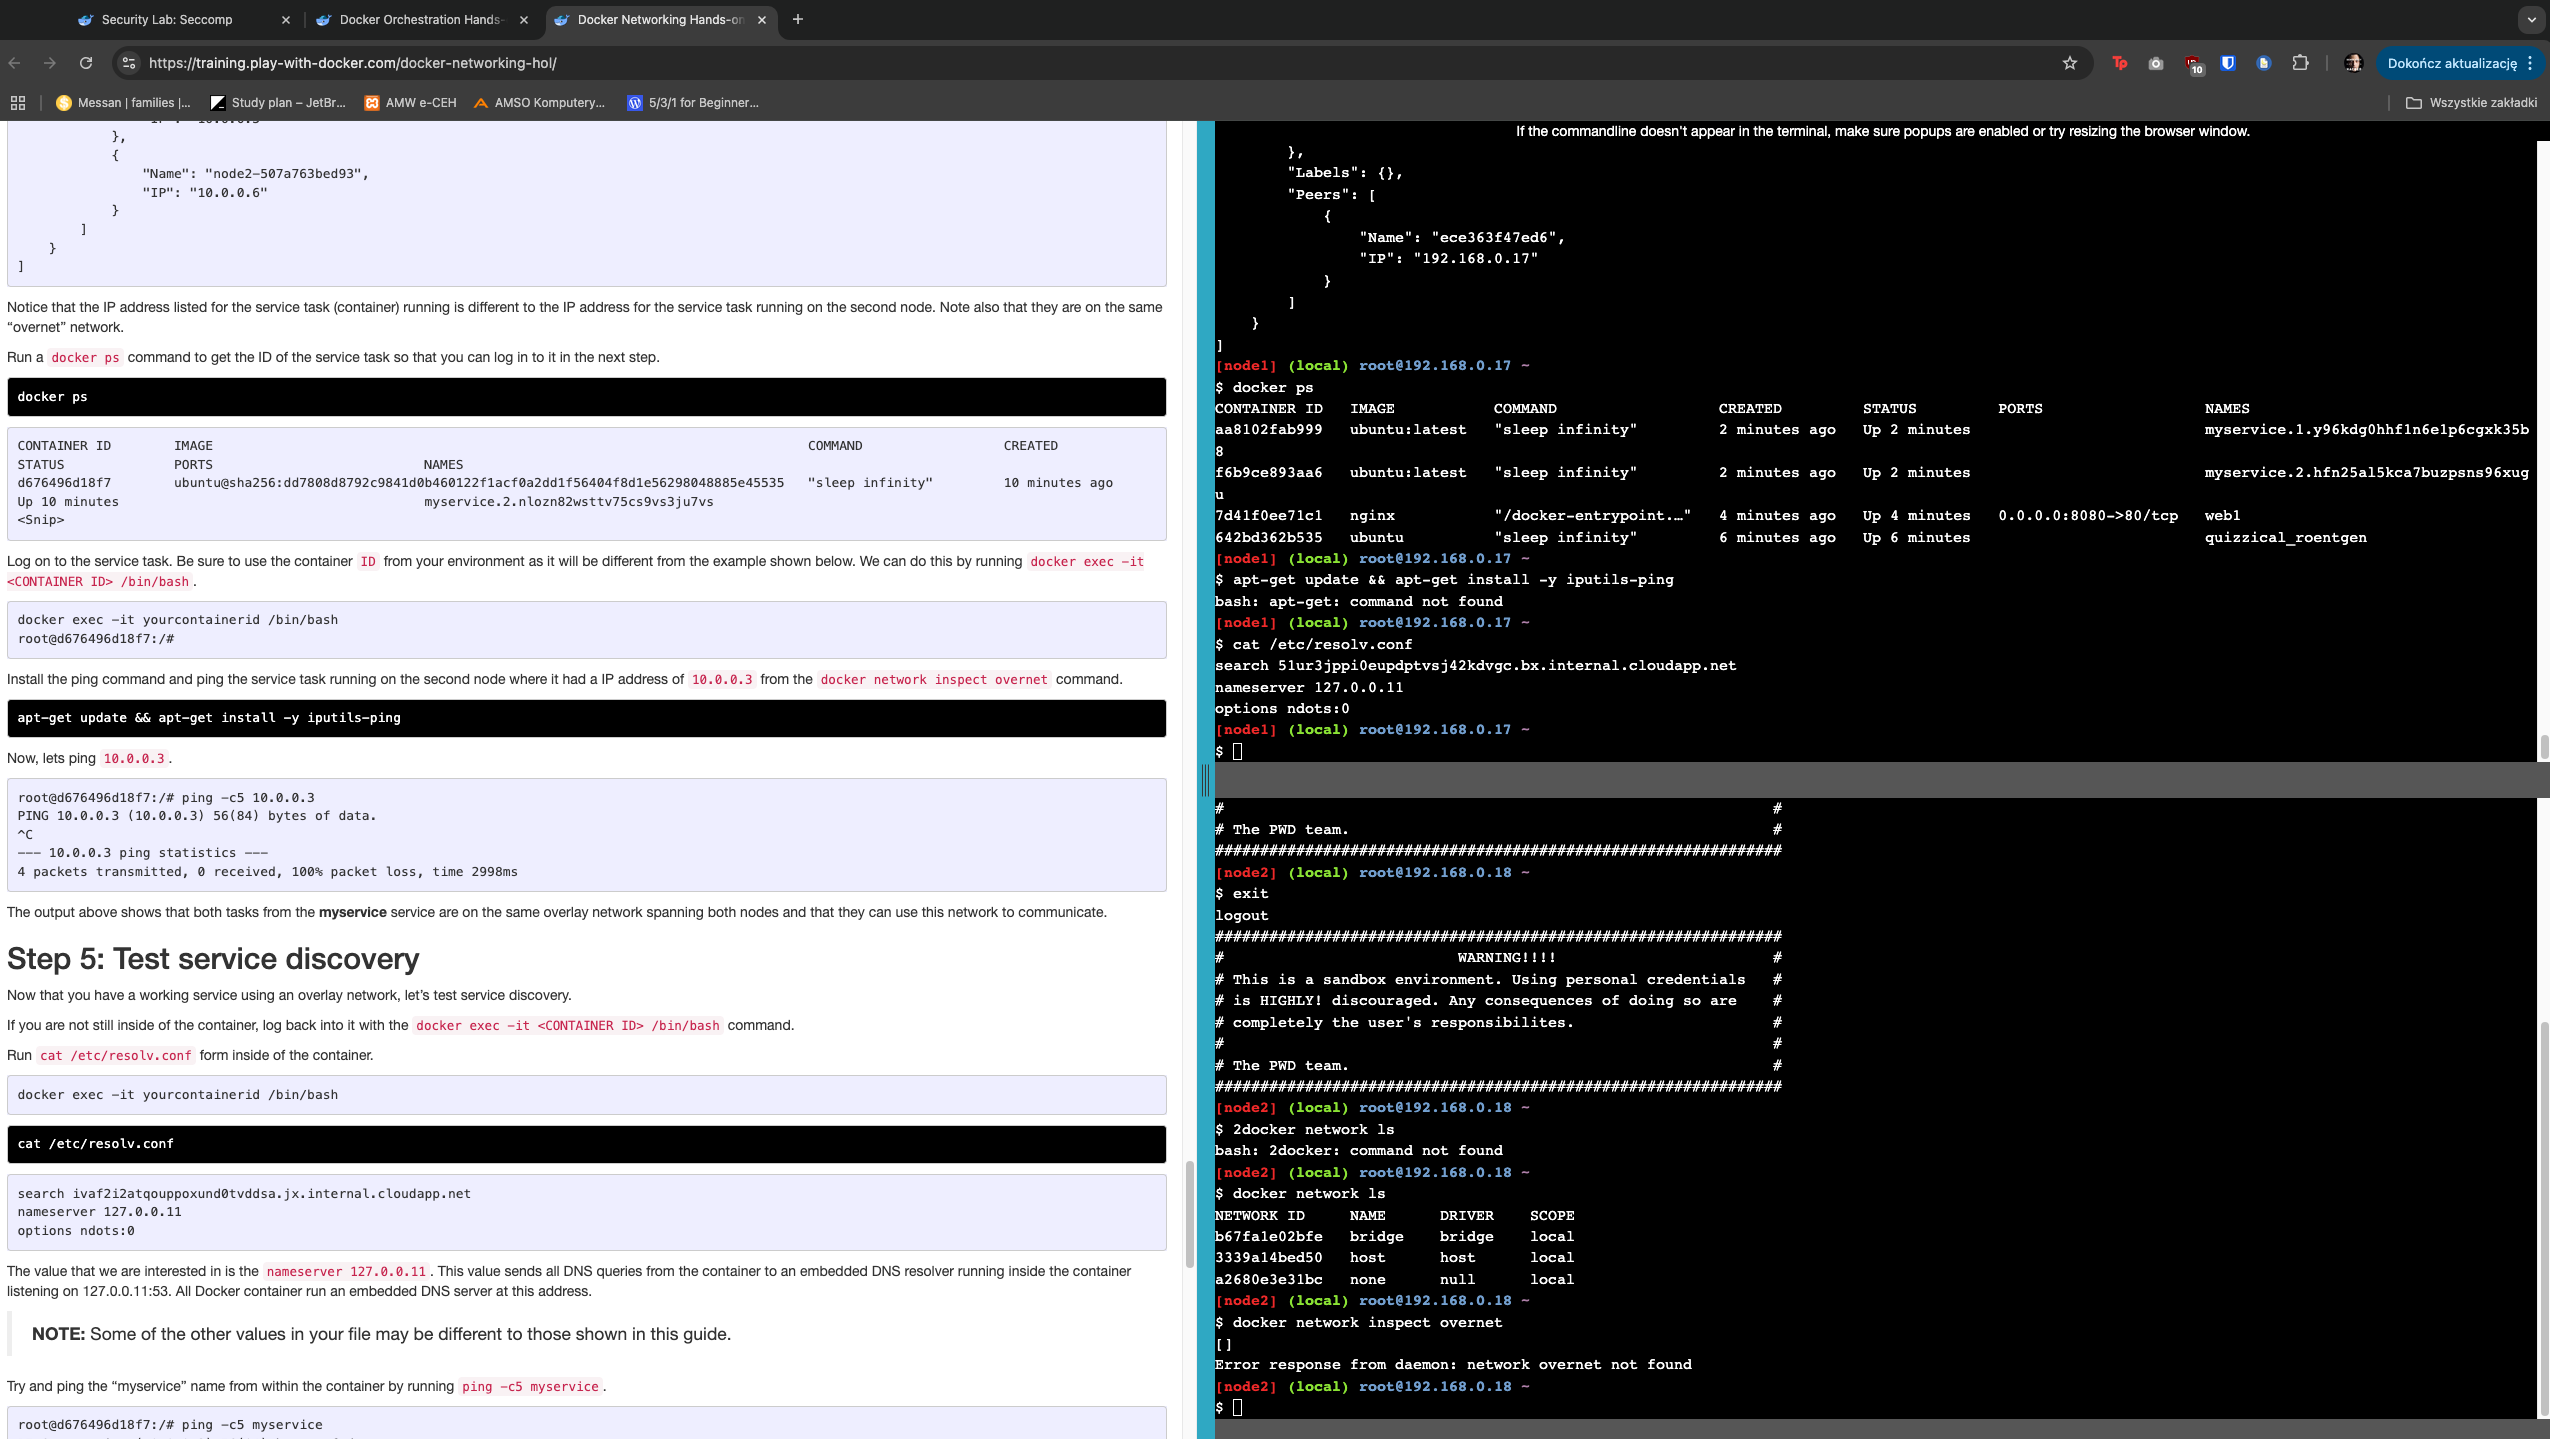 Security Lab: Seccomp
Docker Orchestration Hands-
Docker Networking Hands-on
https://training.play-with-docker.com/docker-networking-hol/
10
Dokończ aktualizację
Messan | families |...
Study plan – JetBr...
AMW e-CEH
AMSO Komputery...
5/3/1 for Beginner...
Wszystkie zakładki
},
{
"Name": "node2-507a763bed93",
"IP": "10.0.0.6"
}
]
}
]
Notice that the IP address listed for the service task (container) running is different to the IP address for the service task running on the second node. Note also that they are on the same
“overnet” network.
Run a docker ps command to get the ID of the service task so that you can log in to it in the next step.
docker ps
CONTAINER ID IMAGE COMMAND CREATED
STATUS PORTS NAMES
d676496d18f7 ubuntu@sha256:dd7808d8792c9841d0b460122f1acf0a2dd1f56404f8d1e56298048885e45535 "sleep infinity" 10 minutes ago
Up 10 minutes myservice.2.nlozn82wsttv75cs9vs3ju7vs
<Snip>
Log on to the service task. Be sure to use the container ID from your environment as it will be different from the example shown below. We can do this by running docker exec -it
<CONTAINER ID> /bin/bash .
docker exec -it yourcontainerid /bin/bash
root@d676496d18f7:/#
Install the ping command and ping the service task running on the second node where it had a IP address of 10.0.0.3 from the docker network inspect overnet command.
apt-get update && apt-get install -y iputils-ping
Now, lets ping 10.0.0.3 .
root@d676496d18f7:/# ping -c5 10.0.0.3
PING 10.0.0.3 (10.0.0.3) 56(84) bytes of data.
^C
--- 10.0.0.3 ping statistics ---
4 packets transmitted, 0 received, 100% packet loss, time 2998ms
The output above shows that both tasks from the myservice service are on the same overlay network spanning both nodes and that they can use this network to communicate.
Step 5: Test service discovery
Now that you have a working service using an overlay network, let’s test service discovery.
If you are not still inside of the container, log back into it with the docker exec -it <CONTAINER ID> /bin/bash command.
Run cat /etc/resolv.conf form inside of the container.
docker exec -it yourcontainerid /bin/bash
cat /etc/resolv.conf
search ivaf2i2atqouppoxund0tvddsa.jx.internal.cloudapp.net
nameserver 127.0.0.11
options ndots:0
The value that we are interested in is the nameserver 127.0.0.11 . This value sends all DNS queries from the container to an embedded DNS resolver running inside the container
listening on 127.0.0.11:53. All Docker container run an embedded DNS server at this address.
NOTE: Some of the other values in your file may be different to those shown in this guide.
Try and ping the “myservice” name from within the container by running ping -c5 myservice .
root@d676496d18f7:/# ping -c5 myservice
If the commandline doesn't appear in the terminal, make sure popups are enabled or try resizing the browser window.
},
"Labels": {},
"Peers": [
{
"Name": "ece363f47ed6",
"IP": "192.168.0.17"
}
]
}
]
[node1] (local) root@192.168.0.17 ~
$ docker ps
CONTAINER ID IMAGE COMMAND CREATED STATUS PORTS NAMES
aa8102fab999 ubuntu:latest "sleep infinity" 2 minutes ago Up 2 minutes myservice.1.y96kdg0hhf1n6e1p6cgxk35b
8
f6b9ce893aa6 ubuntu:latest "sleep infinity" 2 minutes ago Up 2 minutes myservice.2.hfn25al5kca7buzpsns96xug
u
7d41f0ee71c1 nginx "/docker-entrypoint.…" 4 minutes ago Up 4 minutes 0.0.0.0:8080->80/tcp web1
642bd362b535 ubuntu "sleep infinity" 6 minutes ago Up 6 minutes quizzical_roentgen
[node1] (local) root@192.168.0.17 ~
$ apt-get update && apt-get install -y iputils-ping
bash: apt-get: command not found
[node1] (local) root@192.168.0.17 ~
$ cat /etc/resolv.conf
search 51ur3jppi0eupdptvsj42kdvgc.bx.internal.cloudapp.net
nameserver 127.0.0.11
options ndots:0
[node1] (local) root@192.168.0.17 ~
$
# #
# The PWD team. #
###############################################################
[node2] (local) root@192.168.0.18 ~
$ exit
logout
###############################################################
# WARNING!!!! #
# This is a sandbox environment. Using personal credentials #
# is HIGHLY! discouraged. Any consequences of doing so are #
# completely the user's responsibilites. #
# #
# The PWD team. #
###############################################################
[node2] (local) root@192.168.0.18 ~
$ 2docker network ls
bash: 2docker: command not found
[node2] (local) root@192.168.0.18 ~
$ docker network ls
NETWORK ID NAME DRIVER SCOPE
b67fa1e02bfe bridge bridge local
3339a14bed50 host host local
a2680e3e31bc none null local
[node2] (local) root@192.168.0.18 ~
$ docker network inspect overnet
[]
Error response from daemon: network overnet not found
[node2] (local) root@192.168.0.18 ~
$